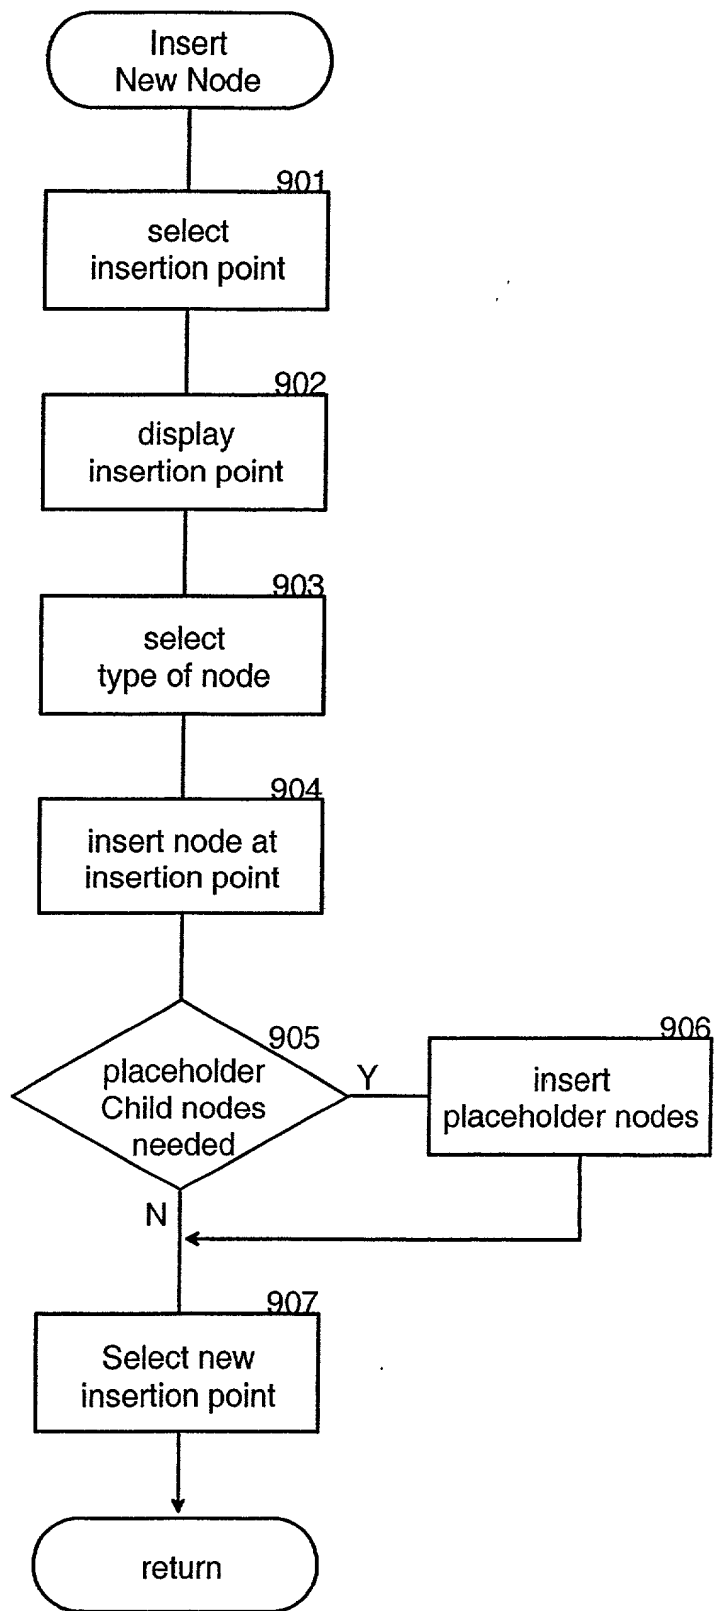 Insert
New Node
901
select
insertion point
902
display
insertion point
903
select
type of node
904
insert node at
insertion point
905
placeholder
Child nodes
needed
Y
906
insert
placeholder nodes
N
907
Select new
insertion point
return